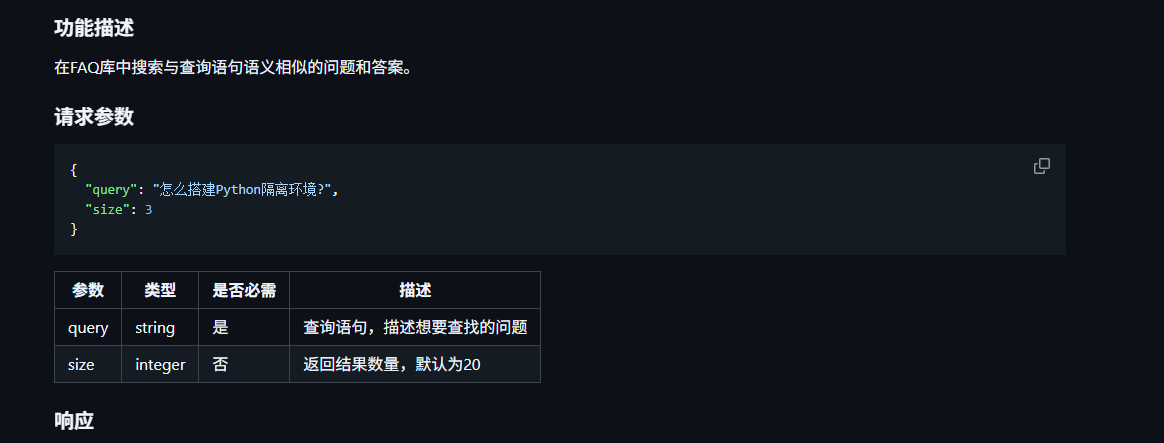 功能描述
在FAQ库中搜索与查询语句语义相似的问题和答案。
请求参数
{
  "query": "怎么搭建Python隔离环境?",
  "size": 3
}
参数 类型 是否必需 描述
query string 是 查询语句，描述想要查找的问题
size integer 否 返回结果数量，默认为20
响应